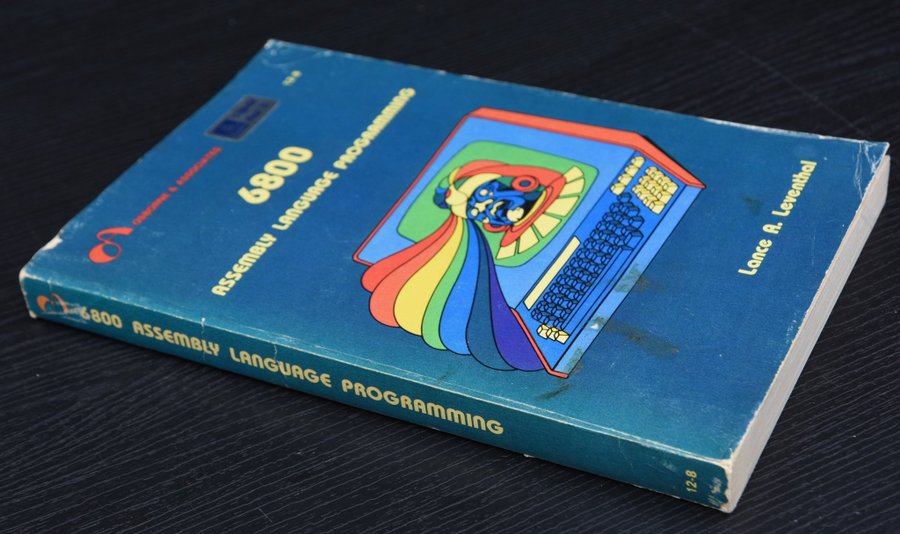 12-8
OSBORNE & ASSOCIATES
6800
ASSEMBLY LANGUAGE PROGRAMMING
Lance A. Leventhal
6800 ASSEMBLY LANGUAGE PROGRAMMING
12-8